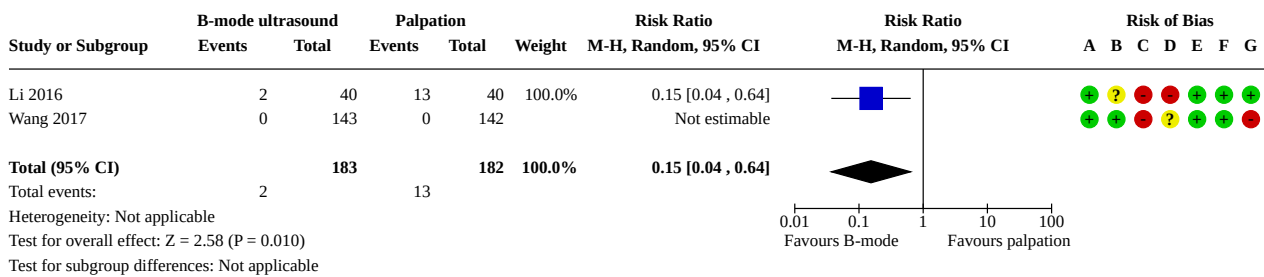 B-mode ultrasound Palpation Risk Ratio Risk Ratio Risk of Bias
Study or Subgroup Events Total Events Total Weight M-H, Random, 95% CI M-H, Random, 95% CI A B C D E F G
Li 2016 2 40 13 40 100.0% 0.15 [0.04 , 0.64] + ? - - + + +
Wang 2017 0 143 0 142 Not estimable + + - ? + + -
Total (95% CI) 183 182 100.0% 0.15 [0.04 , 0.64]
Total events: 2 13
Heterogeneity: Not applicable 0.01 0.1 1 10 100
Test for overall effect: Z = 2.58 (P = 0.010) Favours B-mode Favours palpation
Test for subgroup differences: Not applicable